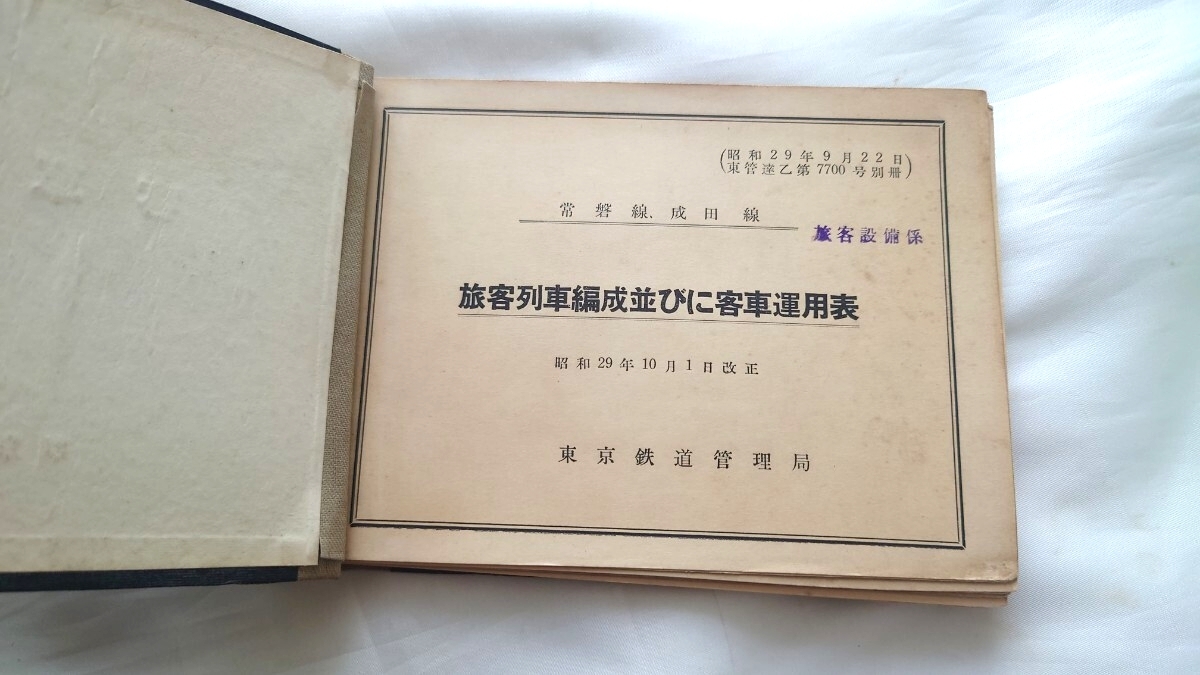 (昭和29年9月22日
東管達乙第7700号別冊)
常磐線、成田線
旅客設備係
旅客列車編成並びに客車運用表
昭和29年10月1日改正
東京鉄道管理局